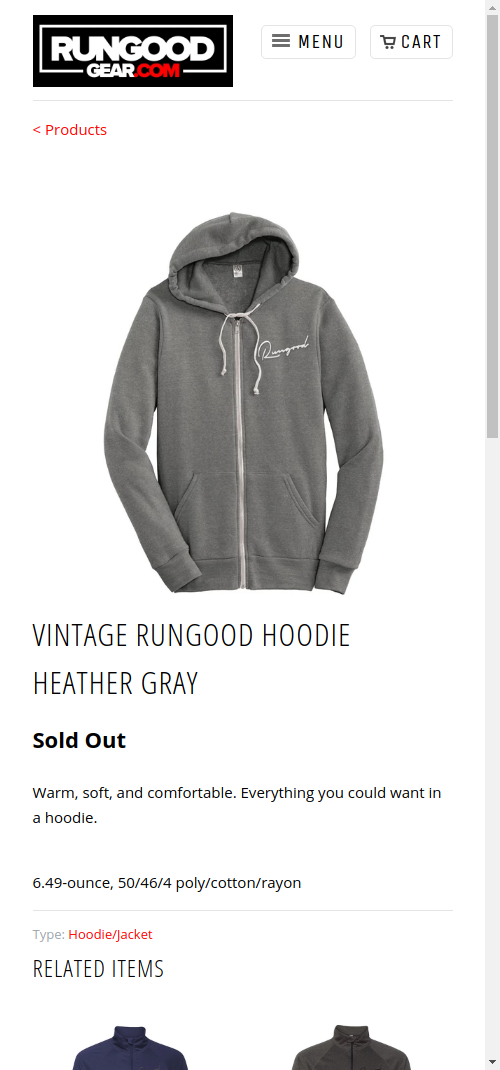 RUNGOOD
GEAR.COM
MENU
CART
< Products
Rungood
VINTAGE RUNGOOD HOODIE
HEATHER GRAY
Sold Out
Warm, soft, and comfortable. Everything you could want in
a hoodie.
6.49-ounce, 50/46/4 poly/cotton/rayon
Type: Hoodie/Jacket
RELATED ITEMS